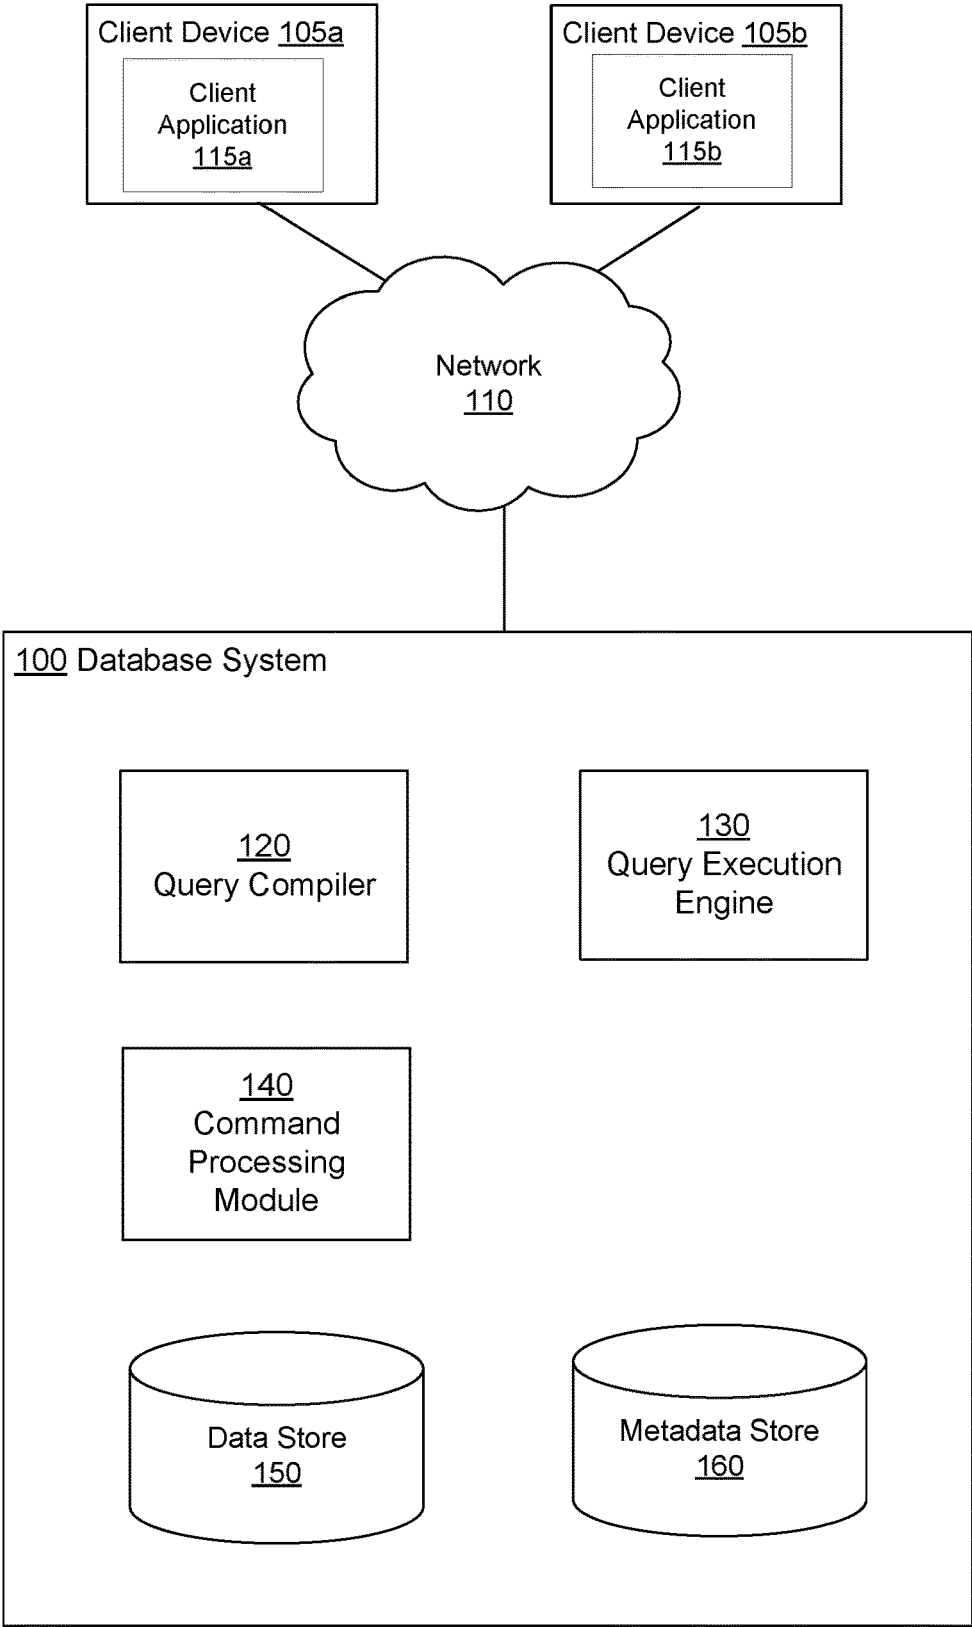 Client Device 105a
Client
Application
115a
Client Device 105b
Client
Application
115b
Network
110
100 Database System
120
Query Compiler
130
Query Execution
Engine
140
Command
Processing
Module
Data Store
150
Metadata Store
160